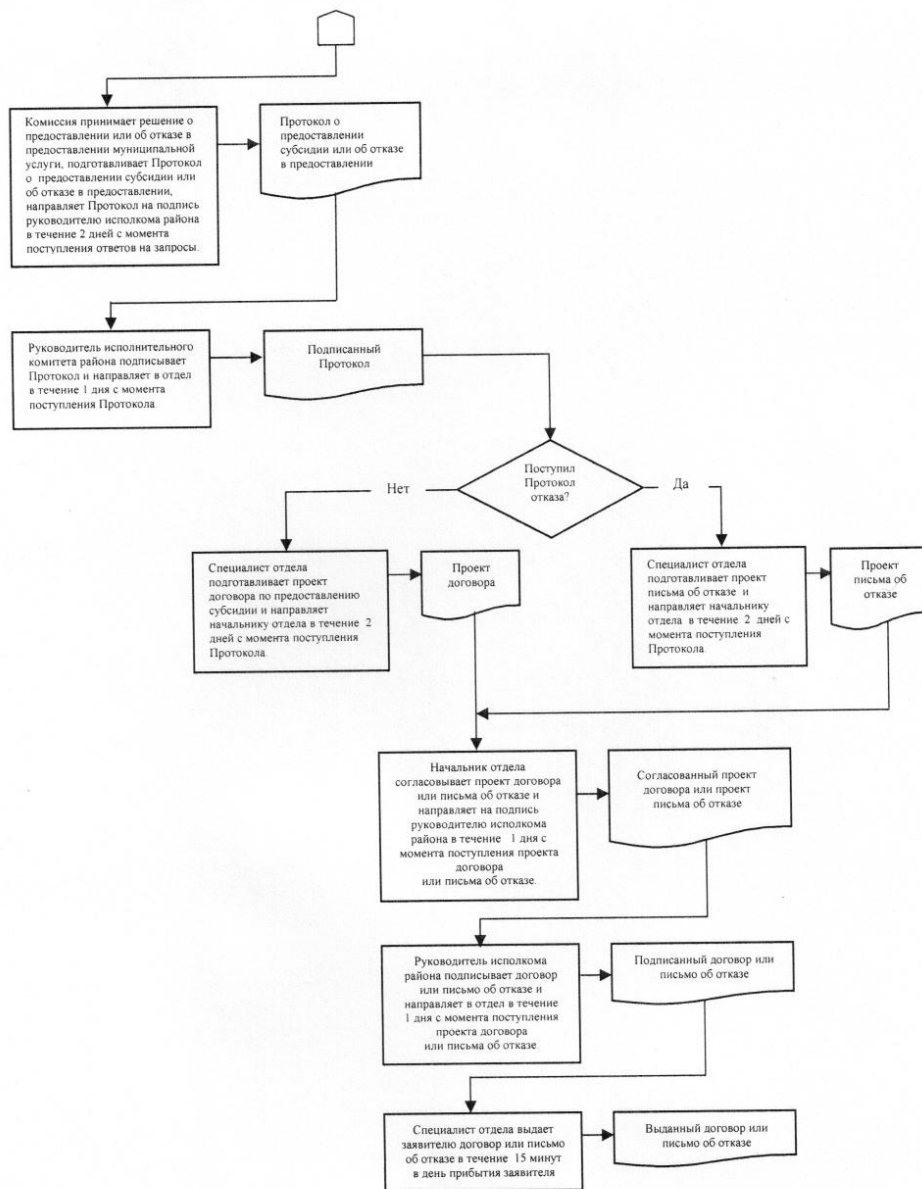 Комиссия принимает решение о
предоставлении или об отказе в
предоставлении муниципальной
услуги, подготавливает Протокол
о предоставлении субсидии или
об отказе в предоставлении,
направляет Протокол на подпись
руководителю исполкома района
в течение 2 дней с момента
поступления ответов на запросы.
Протокол о
предоставлении
субсидии или об отказе
в предоставлении
Руководитель исполнительного
комитета района подписывает
Протокол и направляет в отдел
в течение 1 дня с момента
поступления Протокола
Подписанный
Протокол
Поступил
Протокол
отказа?
Нет
Да
Специалист отдела
подготавливает проект
договора по предоставлению
субсидии и направляет
начальнику отдела в течение 2
дней с момента поступления
Протокола.
Проект
договора
Специалист отдела
подготавливает проект
письма об отказе и
направляет начальнику
отдела в течение 2 дней с
момента поступления
Протокола.
Проект
письма об
отказе
Начальник отдела
согласовывает проект договора
или письма об отказе и
направляет на подпись
руководителю исполкома
района в течение 1 дня с
момента поступления проекта
договора
или письма об отказе.
Согласованный проект
договора или проект
письма об отказе
Руководитель исполкома
района подписывает договор
или письмо об отказе и
направляет в отдел в течение
1 дня с момента поступления
проекта договора
или письма об отказе.
Подписанный договор или
письмо об отказе
Специалист отдела выдает
заявителю договор или письмо
об отказе в течение 15 минут
в день прибытия заявителя
Выданный договор или
письмо об отказе